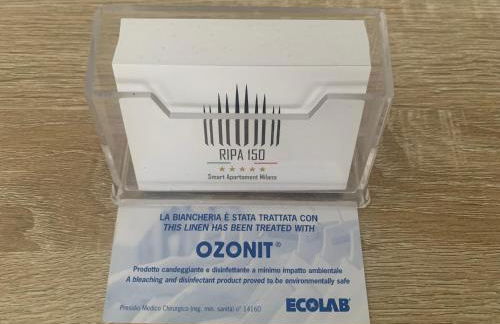 RIPA 150
Smart Apartament Milano
LA BIANCHERIA È STATA TRATTATA CON
THIS LINEN HAS BEEN TREATED WITH
OZONIT®
Prodotto candeggiante e disinfettante a minimo impatto ambientale
A bleaching and disinfectant product proved to be environmentally safe
Presidio Medico Chirurgico (reg. min. sanità) n° 14160
ECOLAB®